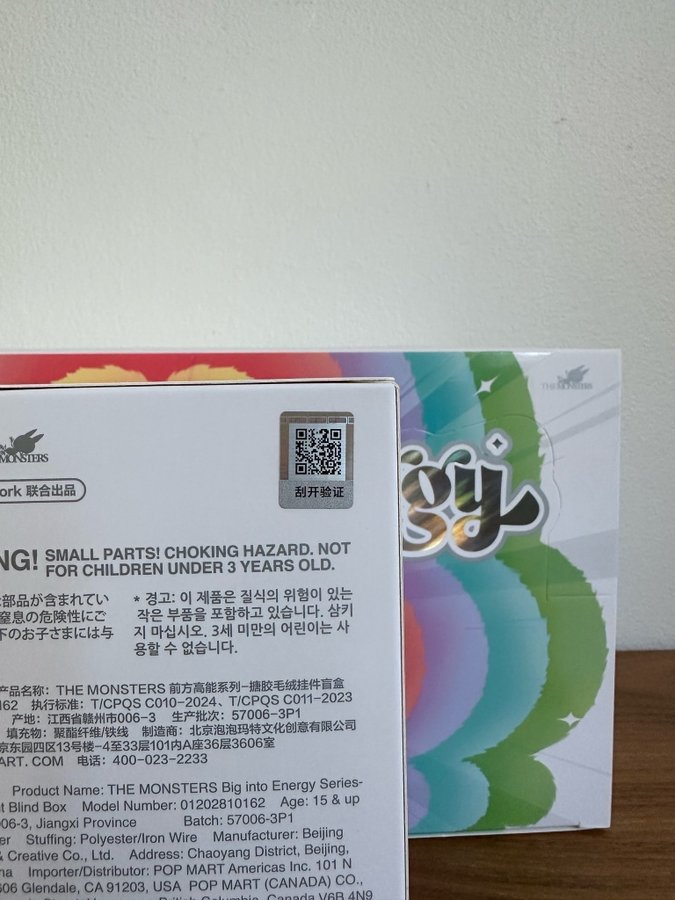 THE MONSTERS
MONSTERS
ork 联合出品
刮开验证
gy
NG! SMALL PARTS! CHOKING HAZARD. NOT
FOR CHILDREN UNDER 3 YEARS OLD.
部品が含まれてい
窒息の危険性にご
下のお子さまには与
* 경고: 이 제품은 질식의 위험이 있는
작은 부품을 포함하고 있습니다. 삼키
지 마십시오. 3세 미만의 어린이는 사
용할 수 없습니다.
产品名称: THE MONSTERS 前方高能系列-搪胶毛绒挂件盲盒
162 执行标准: T/CPQS C010-2024、T/CPQS C011-2023
产地: 江西省赣州市006-3 生产批次: 57006-3P1
填充物: 聚酯纤维/铁线 制造商: 北京泡泡玛特文化创意有限公司
京东园四区13号楼-4至33层101内A座36层3606室
ART. COM 电话: 400-023-2233
Product Name: THE MONSTERS Big into Energy Series-
t Blind Box Model Number: 01202810162 Age: 15 & up
06-3, Jiangxi Province Batch: 57006-3P1
er Stuffing: Polyester/Iron Wire Manufacturer: Beijing
& Creative Co., Ltd. Address: Chaoyang District, Beijing,
na Importer/Distributor: POP MART Americas Inc. 101 N
606 Glendale, CA 91203, USA POP MART (CANADA) CO.,
British Columbia, Canada V6B 4N9